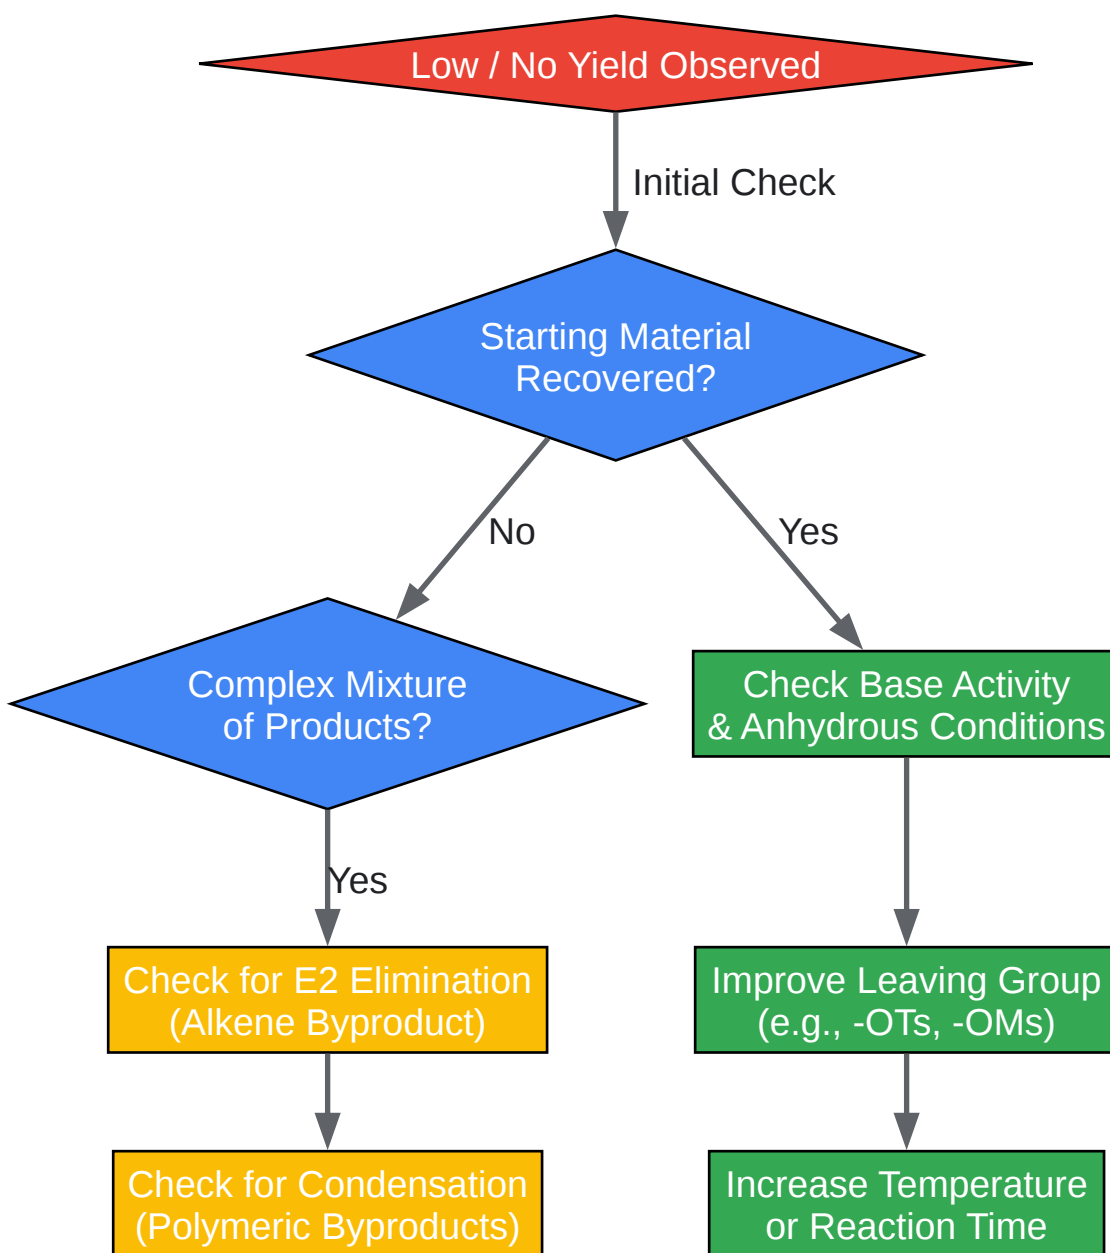 Low / No Yield Observed
Initial Check
Starting Material
Recovered?
No
Yes
Complex Mixture
of Products?
Check Base Activity
& Anhydrous Conditions
Yes
Check for E2 Elimination
(Alkene Byproduct)
Improve Leaving Group
(e.g., -OTs, -OMs)
Check for Condensation
(Polymeric Byproducts)
Increase Temperature
or Reaction Time